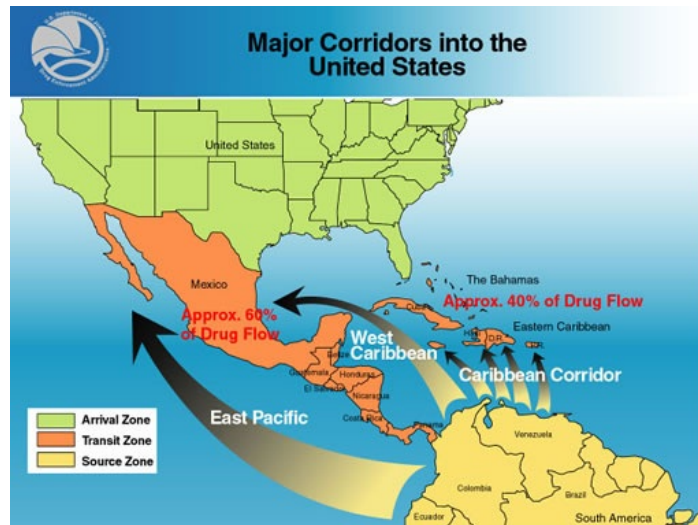 Major Corridors into the
United States
United States
Mexico
The Bahamas
Approx. 60%
of Drug Flow
Approx. 40% of Drug Flow
Cuba
Haiti
D.R.
Eastern Caribbean
P.R.
West
Caribbean
Belize
Guatemala
Honduras
El Salvador
Nicaragua
Costa Rica
Panama
Caribbean Corridor
East Pacific
Venezuela
Colombia
Brazil
Ecuador
South America
Arrival Zone
Transit Zone
Source Zone